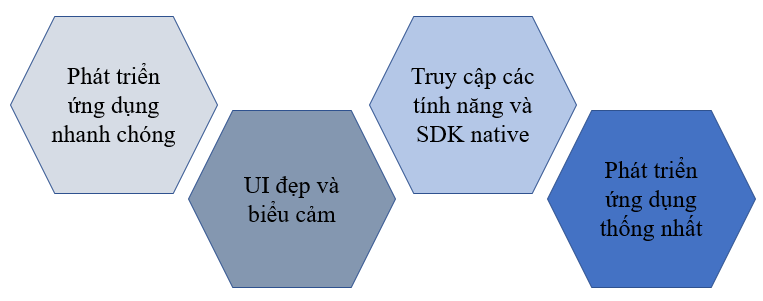 Phát triển
ứng dụng
nhanh chóng
UI đẹp và
biểu cảm
Truy cập các
tính năng và
SDK native
Phát triển
ứng dụng
thống nhất